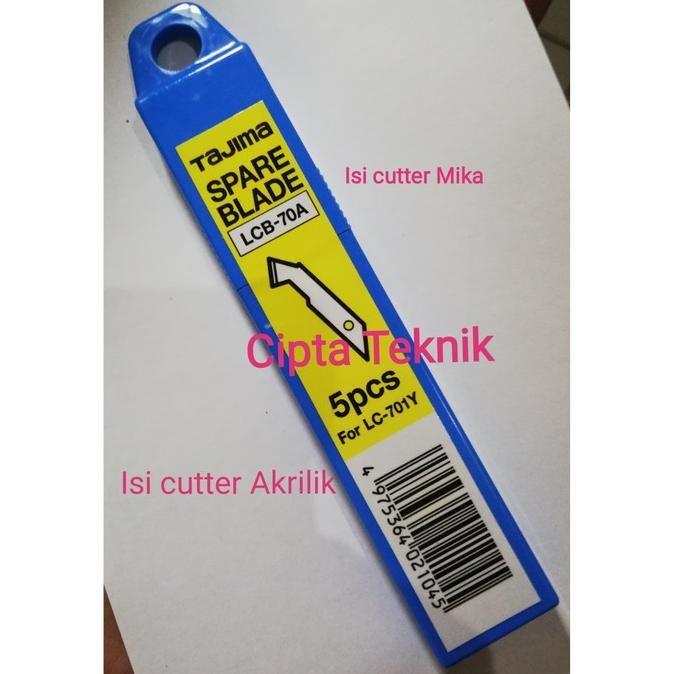 TaJIma
SPARE
BLADE
LCB-70A
Isi cutter Mika
Cipta Teknik
5pcs
For LC-701Y
Isi cutter Akrilik
4 975364 021045